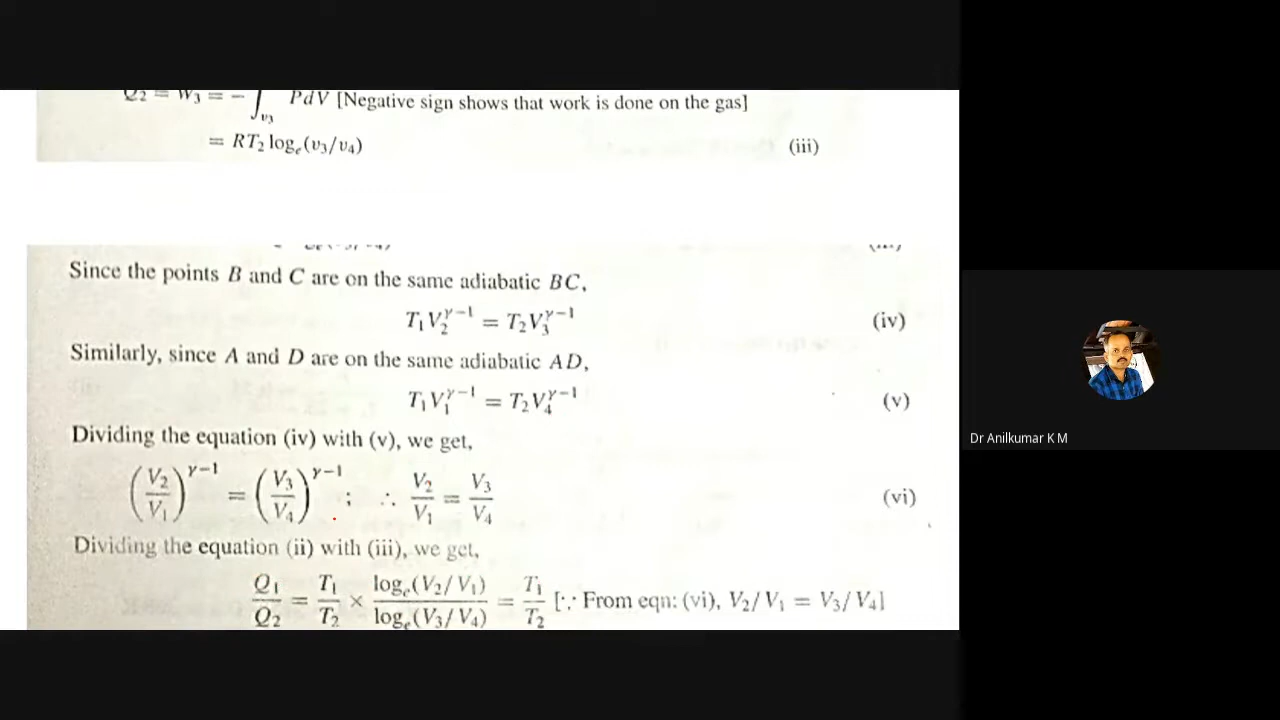 Q₂ = W₃ = − ∫ᵥ₃ PdV [Negative sign shows that work is done on the gas]
= RT₂ logₑ(v₃/v₄) (iii)
Since the points B and C are on the same adiabatic BC,
T₁V₂^{γ−1} = T₂V₃^{γ−1} (iv)
Similarly, since A and D are on the same adiabatic AD,
T₁V₁^{γ−1} = T₂V₄^{γ−1} (v)
Dividing the equation (iv) with (v), we get,
(V₂/V₁)^{γ−1} = (V₃/V₄)^{γ−1} ; ∴ V₂/V₁ = V₃/V₄ (vi)
Dividing the equation (ii) with (iii), we get,
Q₁/Q₂ = T₁/T₂ × logₑ(V₂/V₁)/logₑ(V₃/V₄) = T₁/T₂ [∵ From eqn: (vi), V₂/V₁ = V₃/V₄]
Dr Anilkumar K M